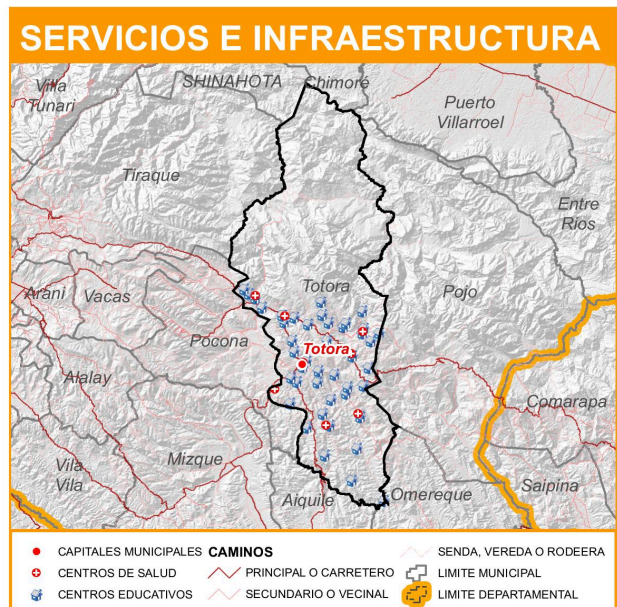 SERVICIOS E INFRAESTRUCTURA
Villa
Tunari
SHINAHOTA
Chimoré
Puerto
Villarroel
Tiraque
Entre
Rios
Arani
Vacas
Totora
Pojo
Pocona
Totora
Alalay
Comarapa
Vila
Vila
Mizque
Aiquile
Omereque
Saipina
CAPITALES MUNICIPALES
CENTROS DE SALUD
CENTROS EDUCATIVOS
CAMINOS
PRINCIPAL O CARRETERO
SECUNDARIO O VECINAL
SENDA, VEREDA O RODEERA
LIMITE MUNICIPAL
LIMITE DEPARTAMENTAL